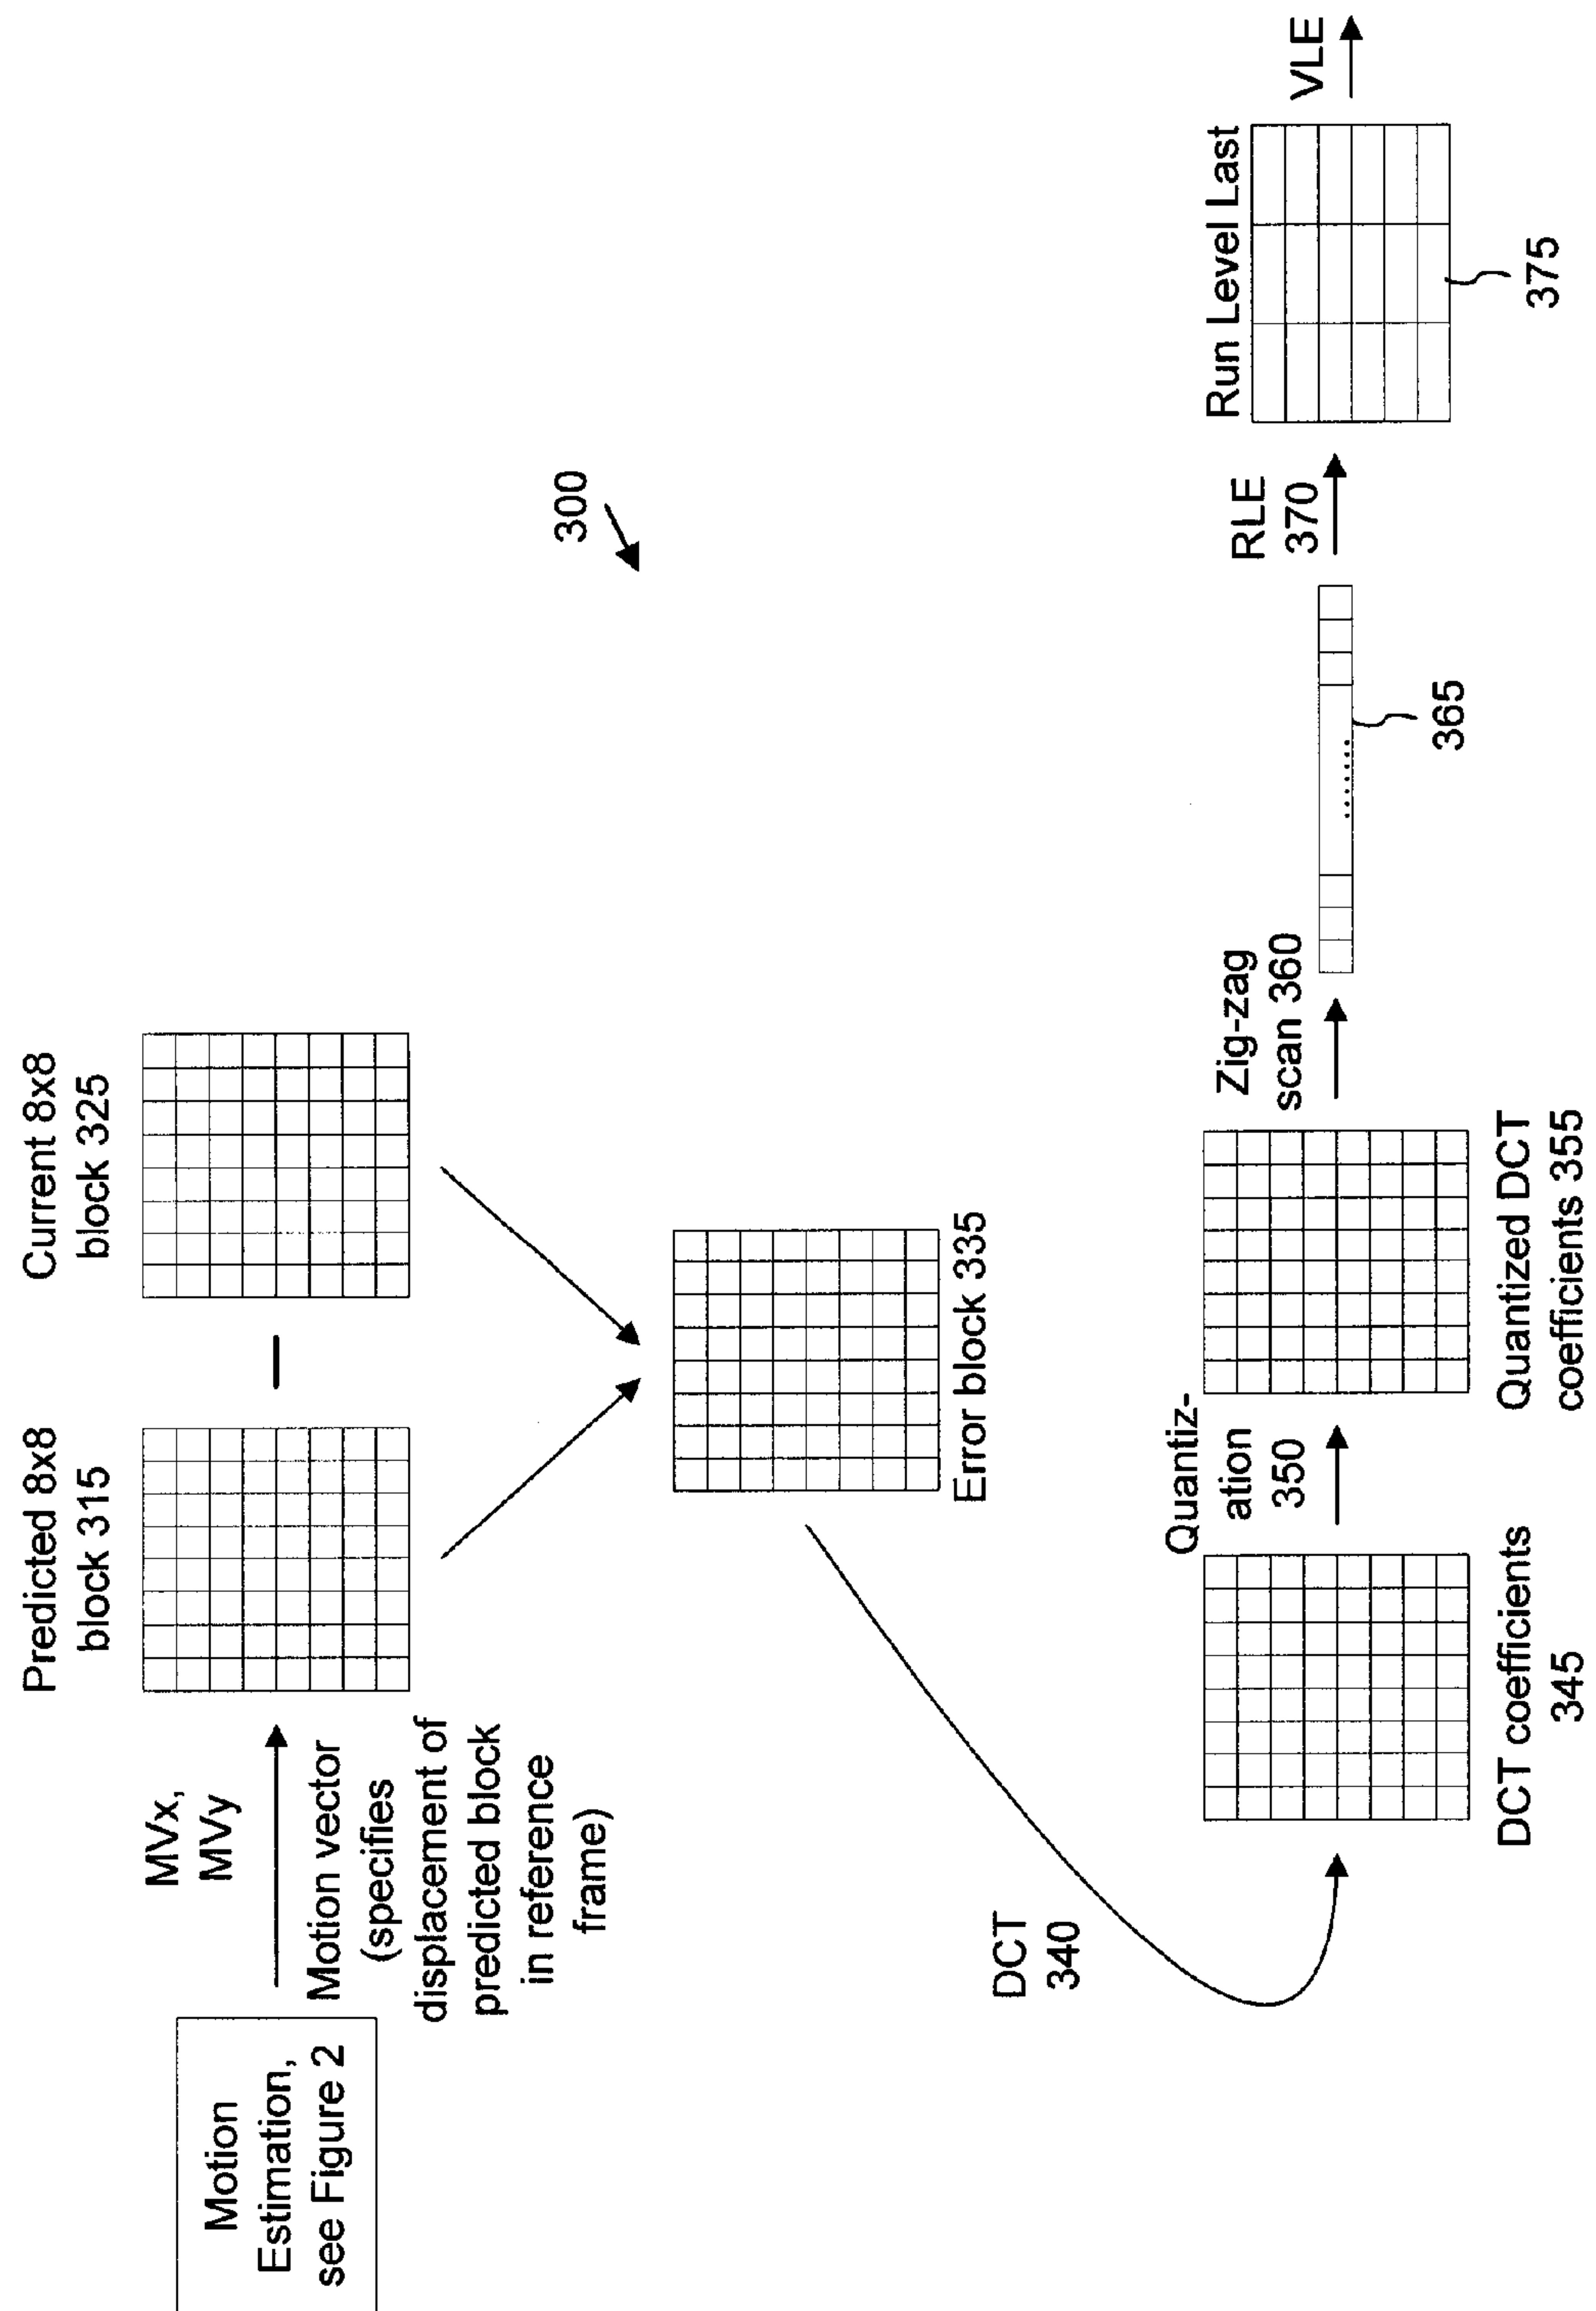 Motion
Estimation,
see Figure 2
MVx,
MVy
Motion vector
(specifies
displacement of
predicted block
in reference
frame)
Predicted 8x8
block 315
Current 8x8
block 325
300
Error block 335
DCT
340
DCT coefficients
345
Quantiz-
ation
350
Quantized DCT
coefficients 355
Zig-zag
scan 360
365
RLE
370
Run Level Last
375
VLE